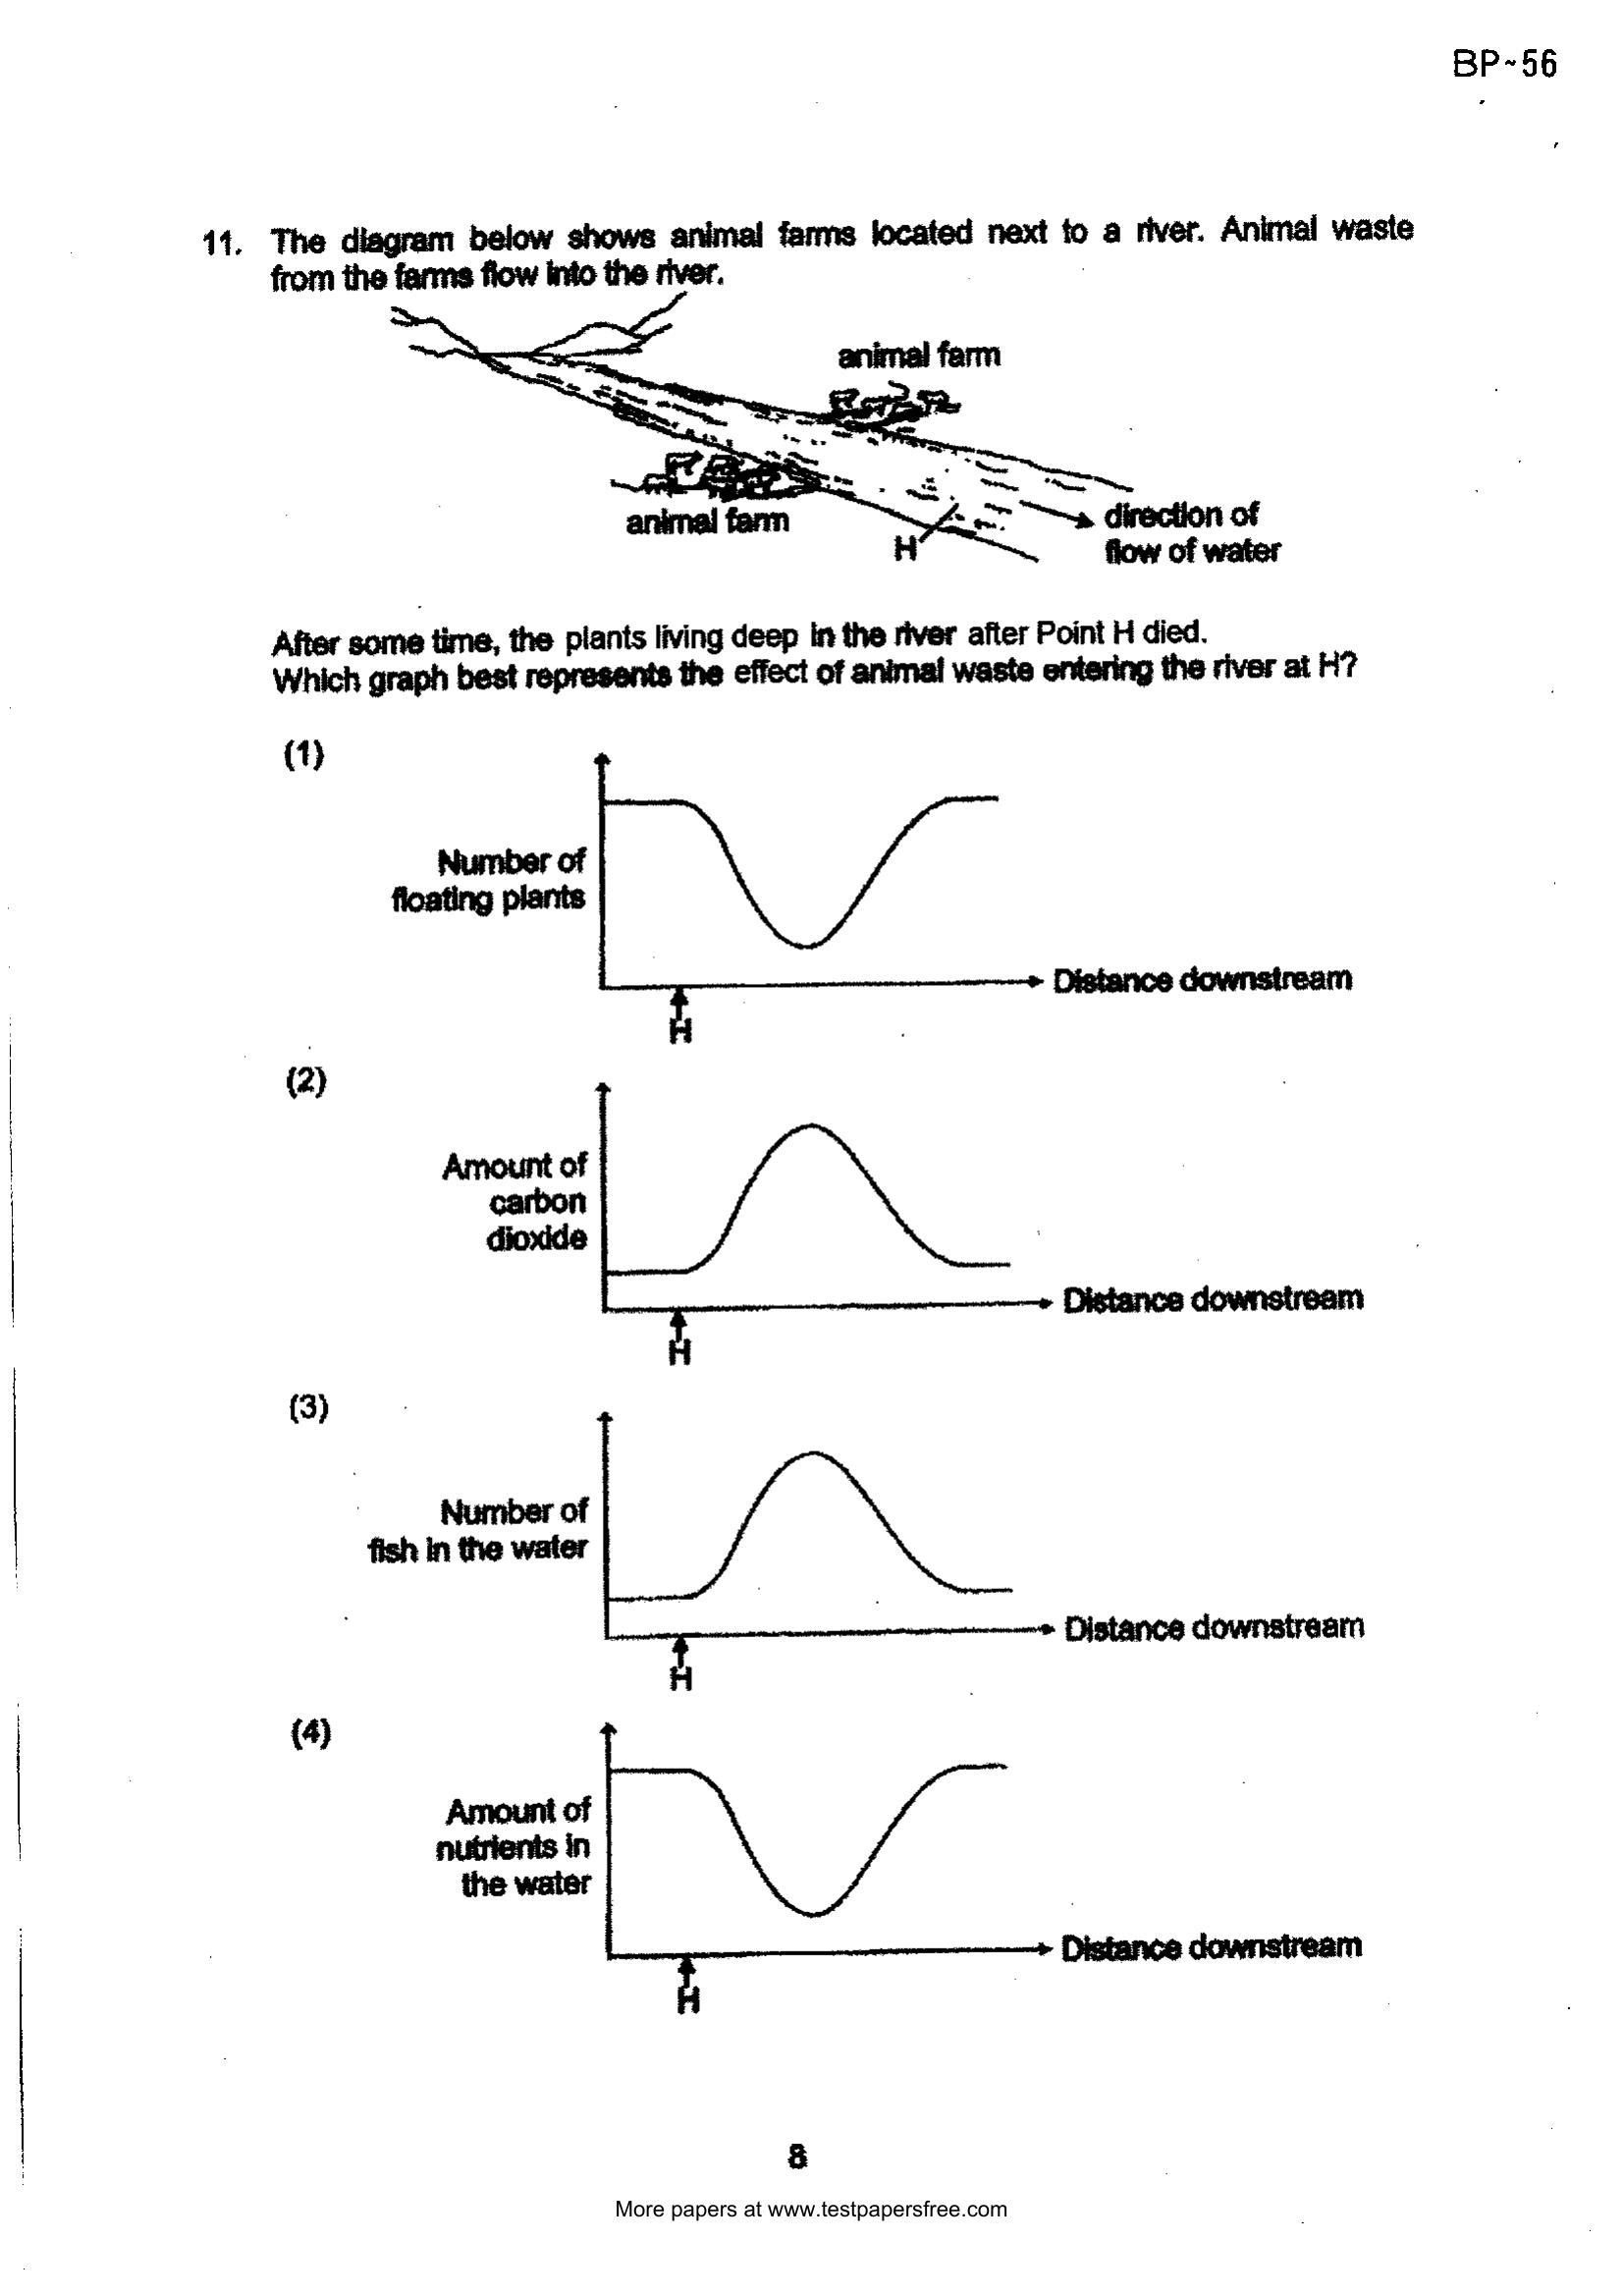 BP~56
11. The diagram below shows animal farms located next to a river. Animal waste
from the farms flow into the river.
animal farm
animal farm
H
direction of
flow of water
After some time, the plants living deep in the river after Point H died.
Which graph best represents the effect of animal waste entering the river at H?
(1)
Number of
floating plants
Distance downstream
H
(2)
Amount of
carbon
dioxide
Distance downstream
H
(3)
Number of
fish in the water
Distance downstream
H
(4)
Amount of
nutrients in
the water
Distance downstream
H
8
More papers at www.testpapersfree.com